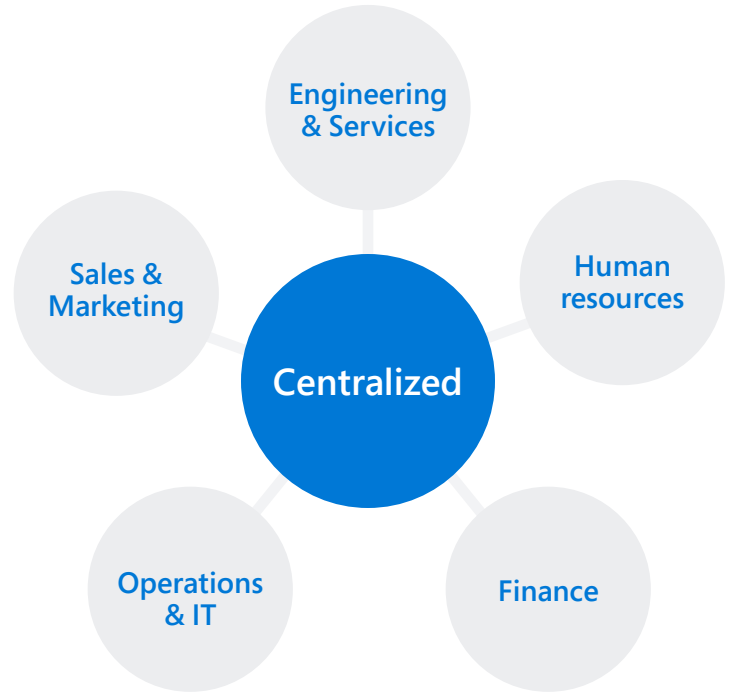 Engineering
& Services
Human
resources
Sales &
Marketing
Centralized
Operations
& IT
Finance